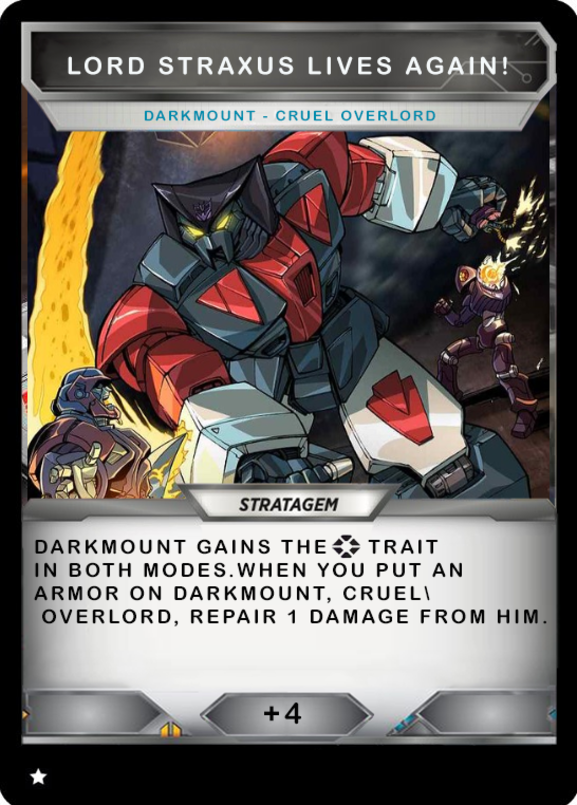 LORD STRAXUS LIVES AGAIN!
DARKMOUNT - CRUEL OVERLORD
STRATAGEM
DARKMOUNT GAINS THE TRAIT
IN BOTH MODES.WHEN YOU PUT AN
ARMOR ON DARKMOUNT, CRUEL\
OVERLORD, REPAIR 1 DAMAGE FROM HIM.
+4